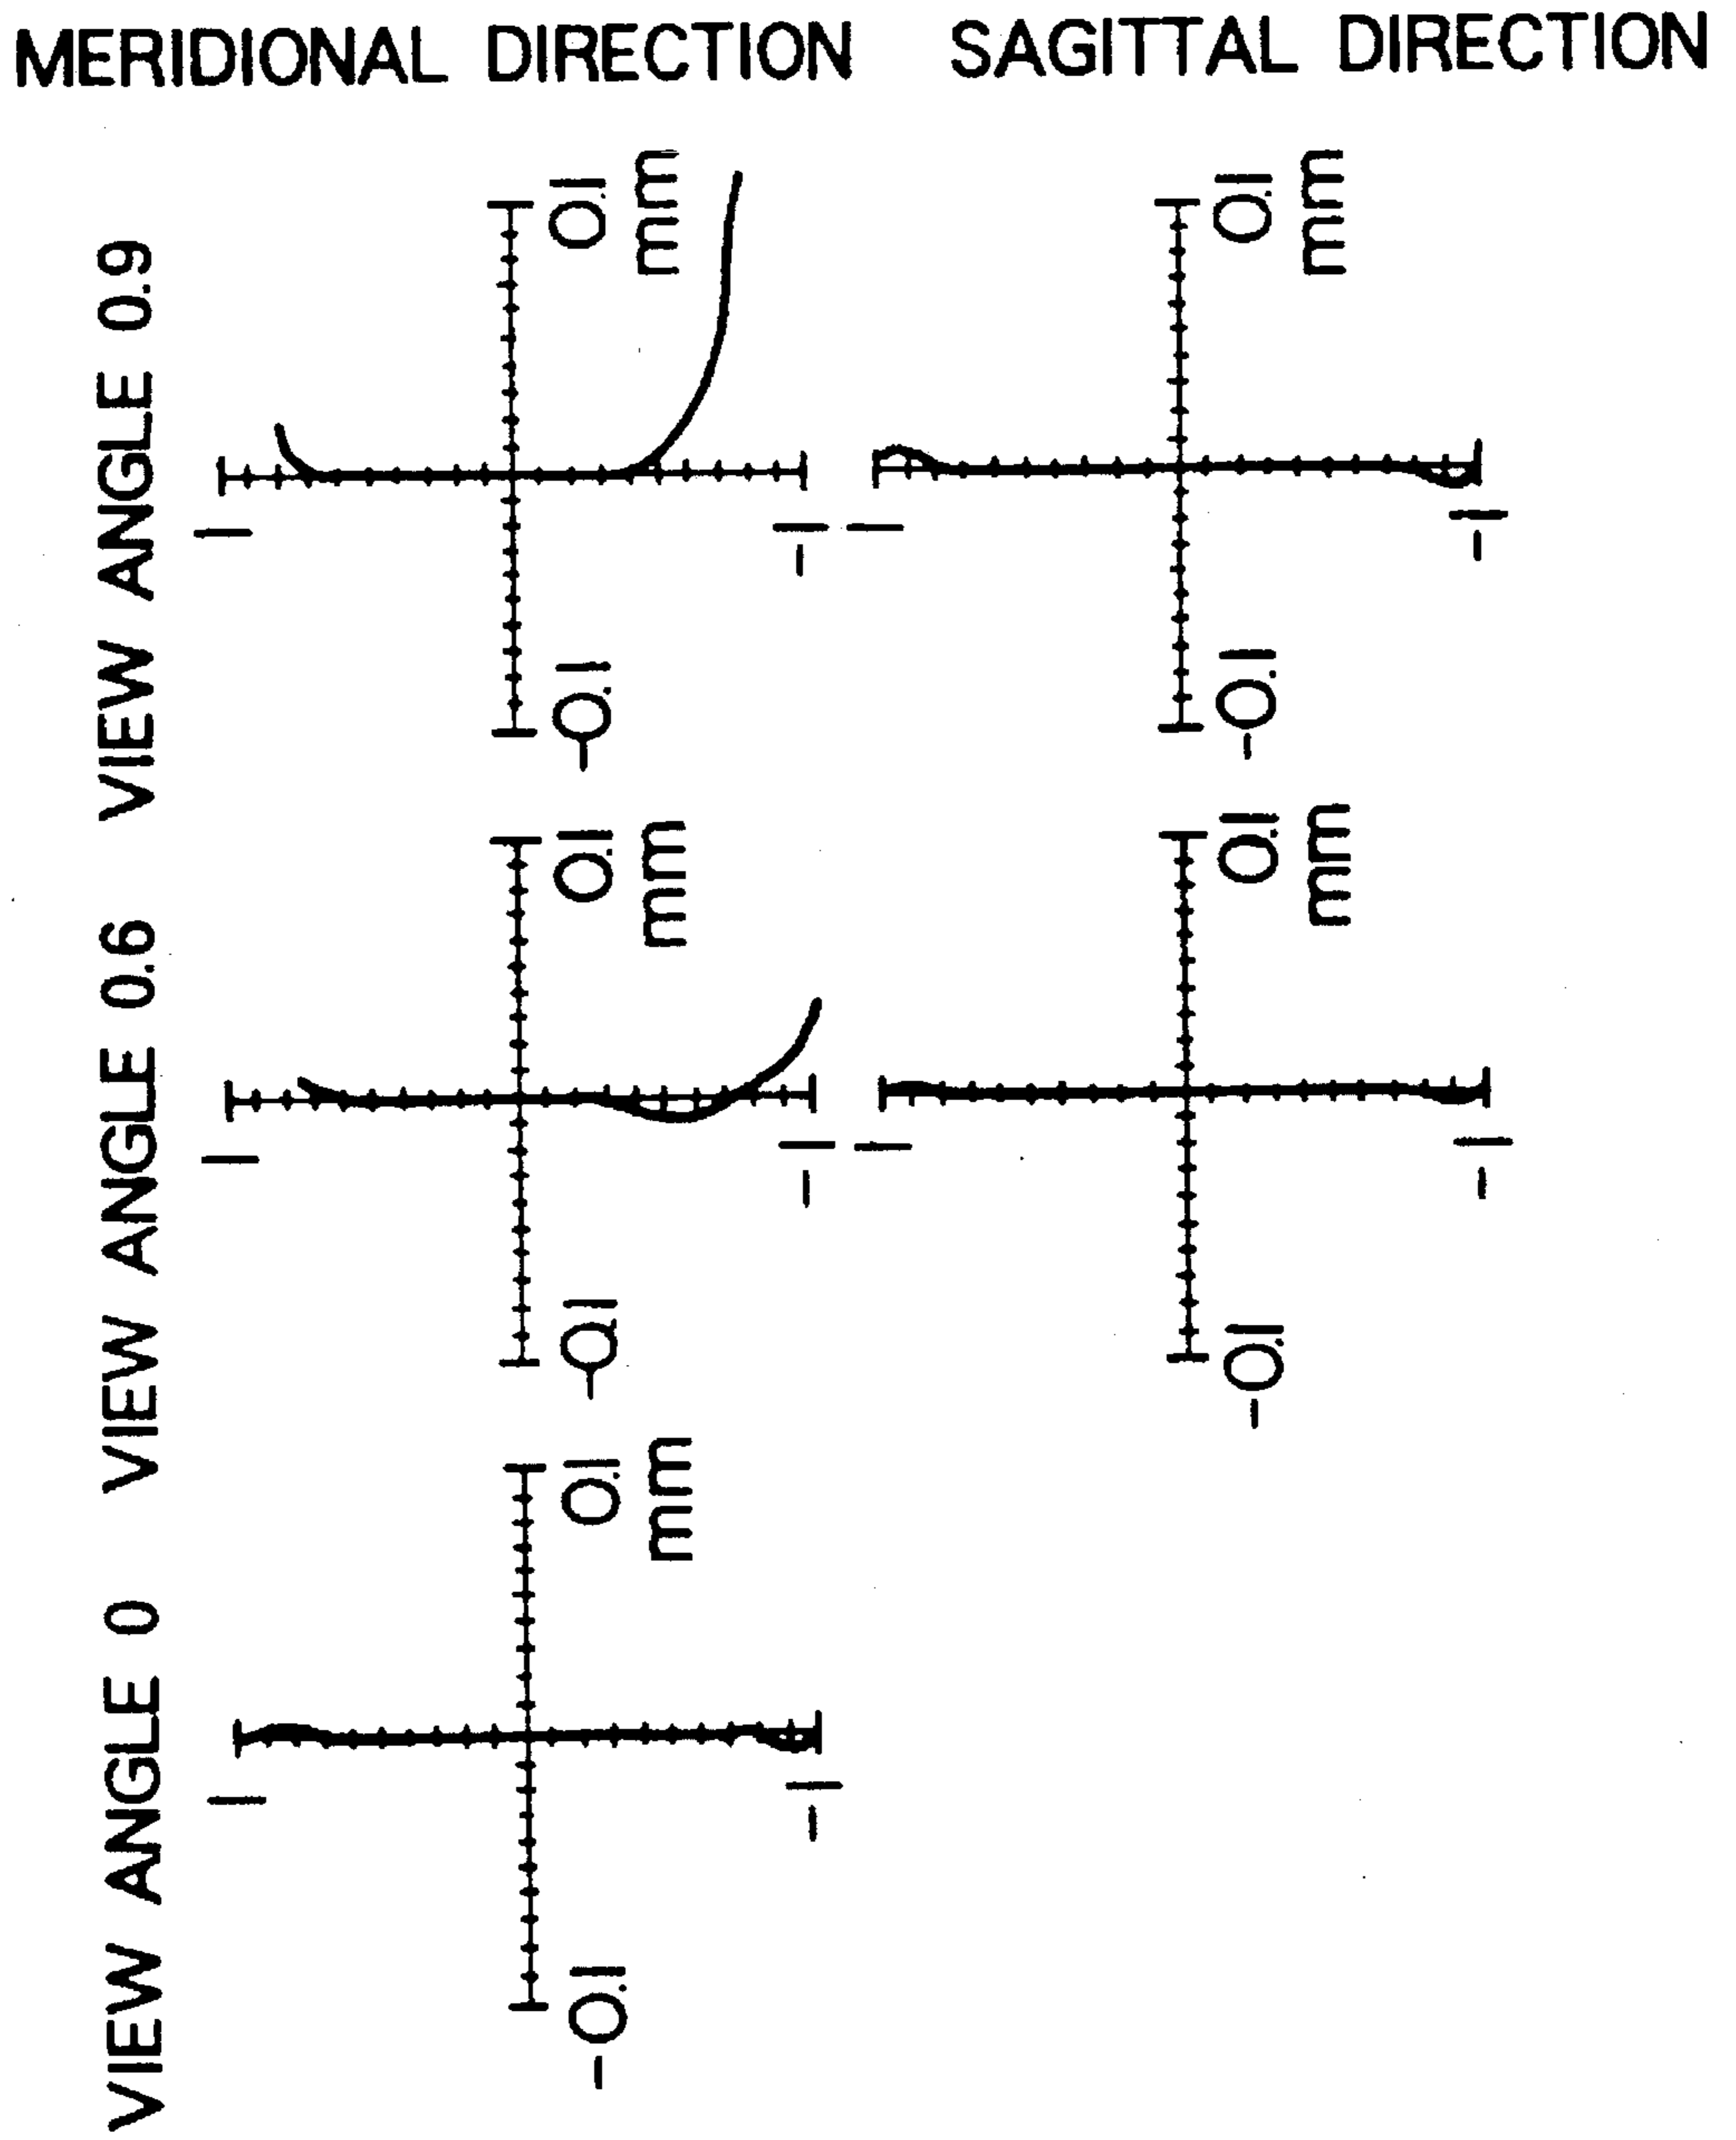 MERIDIONAL DIRECTION SAGITTAL DIRECTION
VIEW ANGLE 0.9
0.1
mm
1
-1
-0.1
0.1
mm
1
-1
-0.1
VIEW ANGLE 0.6
0.1
mm
1
-1
-0.1
0.1
mm
1
-1
-0.1
VIEW ANGLE 0
0.1
mm
1
-1
-0.1